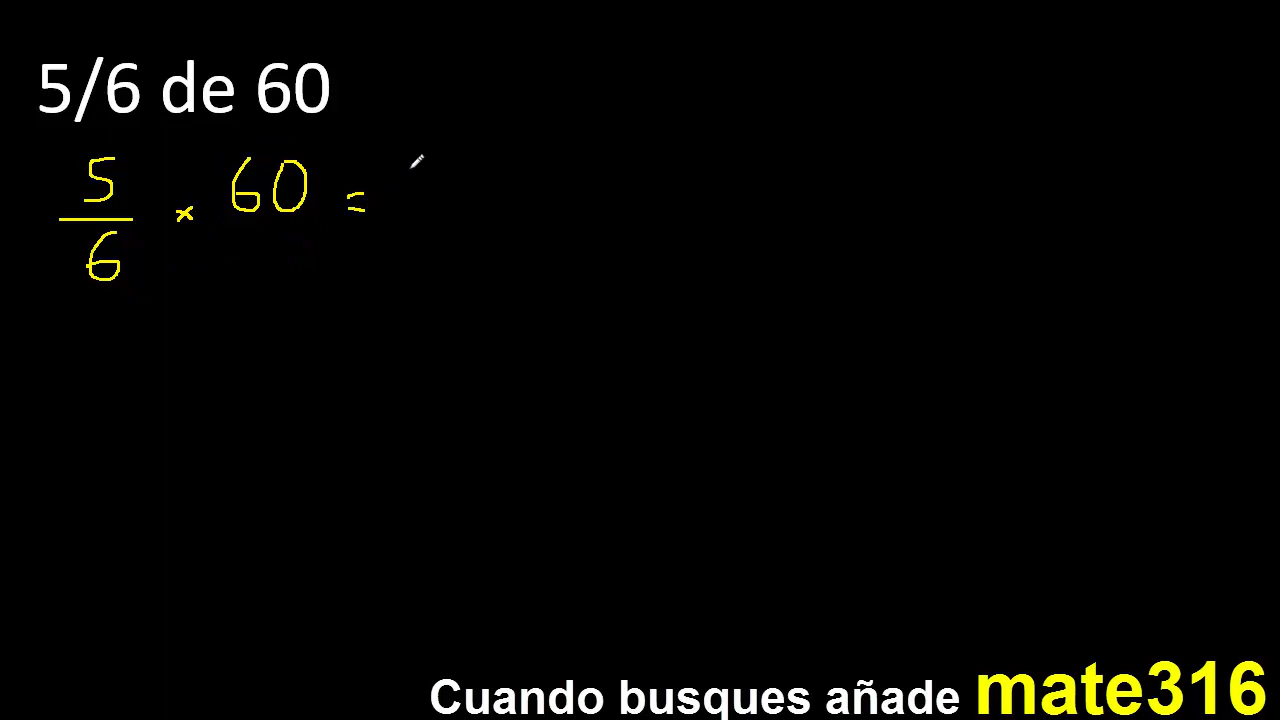 5/6 de 60
5/6 × 60 =
Cuando busques añade mate316